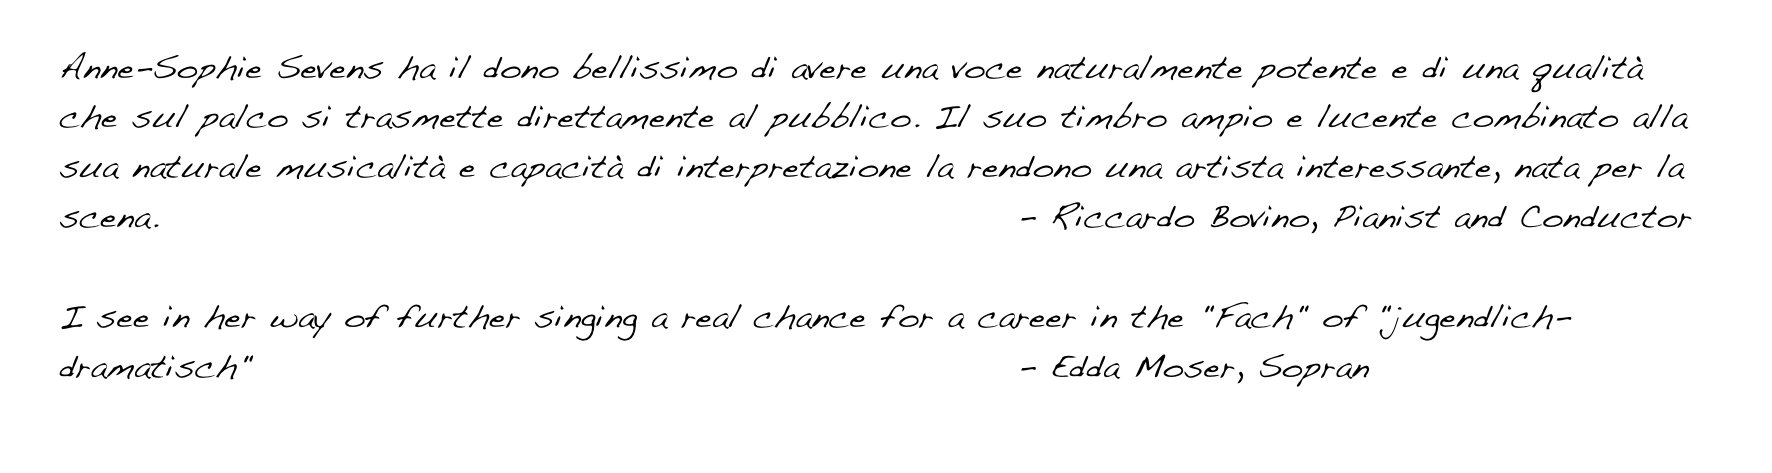 Anne-Sophie Sevens ha il dono bellissimo di avere una voce naturalmente potente e di una qualità
che sul palco si trasmette direttamente al pubblico. Il suo timbro ampio e lucente combinato alla
sua naturale musicalità e capacità di interpretazione la rendono una artista interessante, nata per la
scena. - Riccardo Bovino, Pianist and Conductor
I see in her way of further singing a real chance for a career in the "Fach" of "jugendlich-
dramatisch" - Edda Moser, Sopran